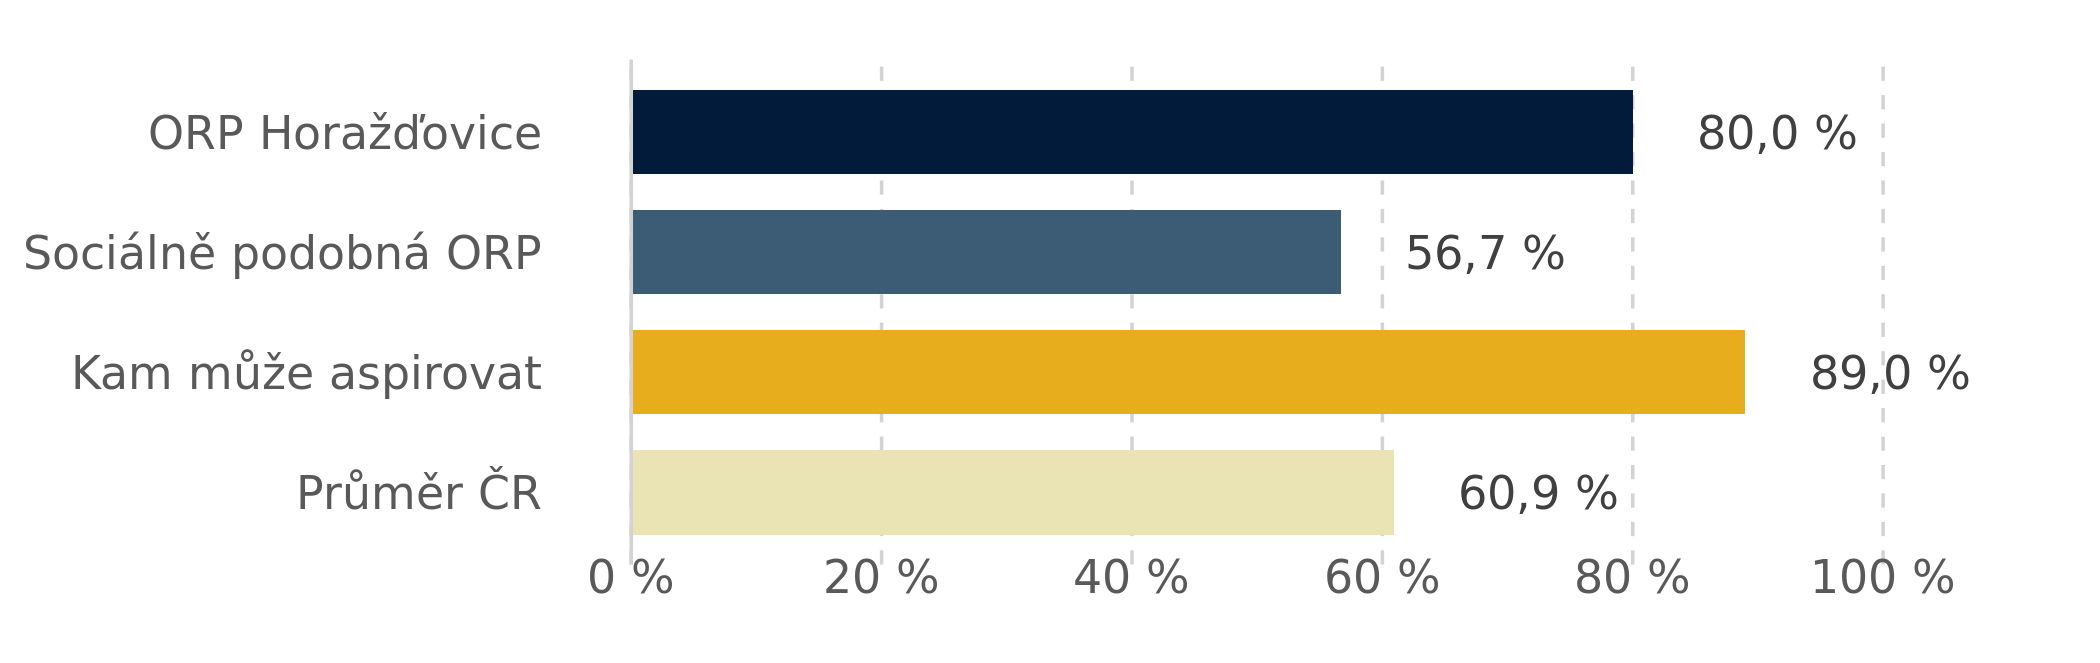 ORP Horažďovice 80,0 %
Sociálně podobná ORP 56,7 %
Kam může aspirovat 89,0 %
Průměr ČR 60,9 %
0 % 20 % 40 % 60 % 80 % 100 %